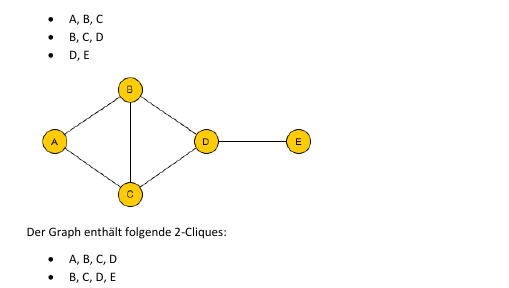 • A, B, C
• B, C, D
• D, E
B
A
D
E
C
Der Graph enthält folgende 2-Cliques:
• A, B, C, D
• B, C, D, E